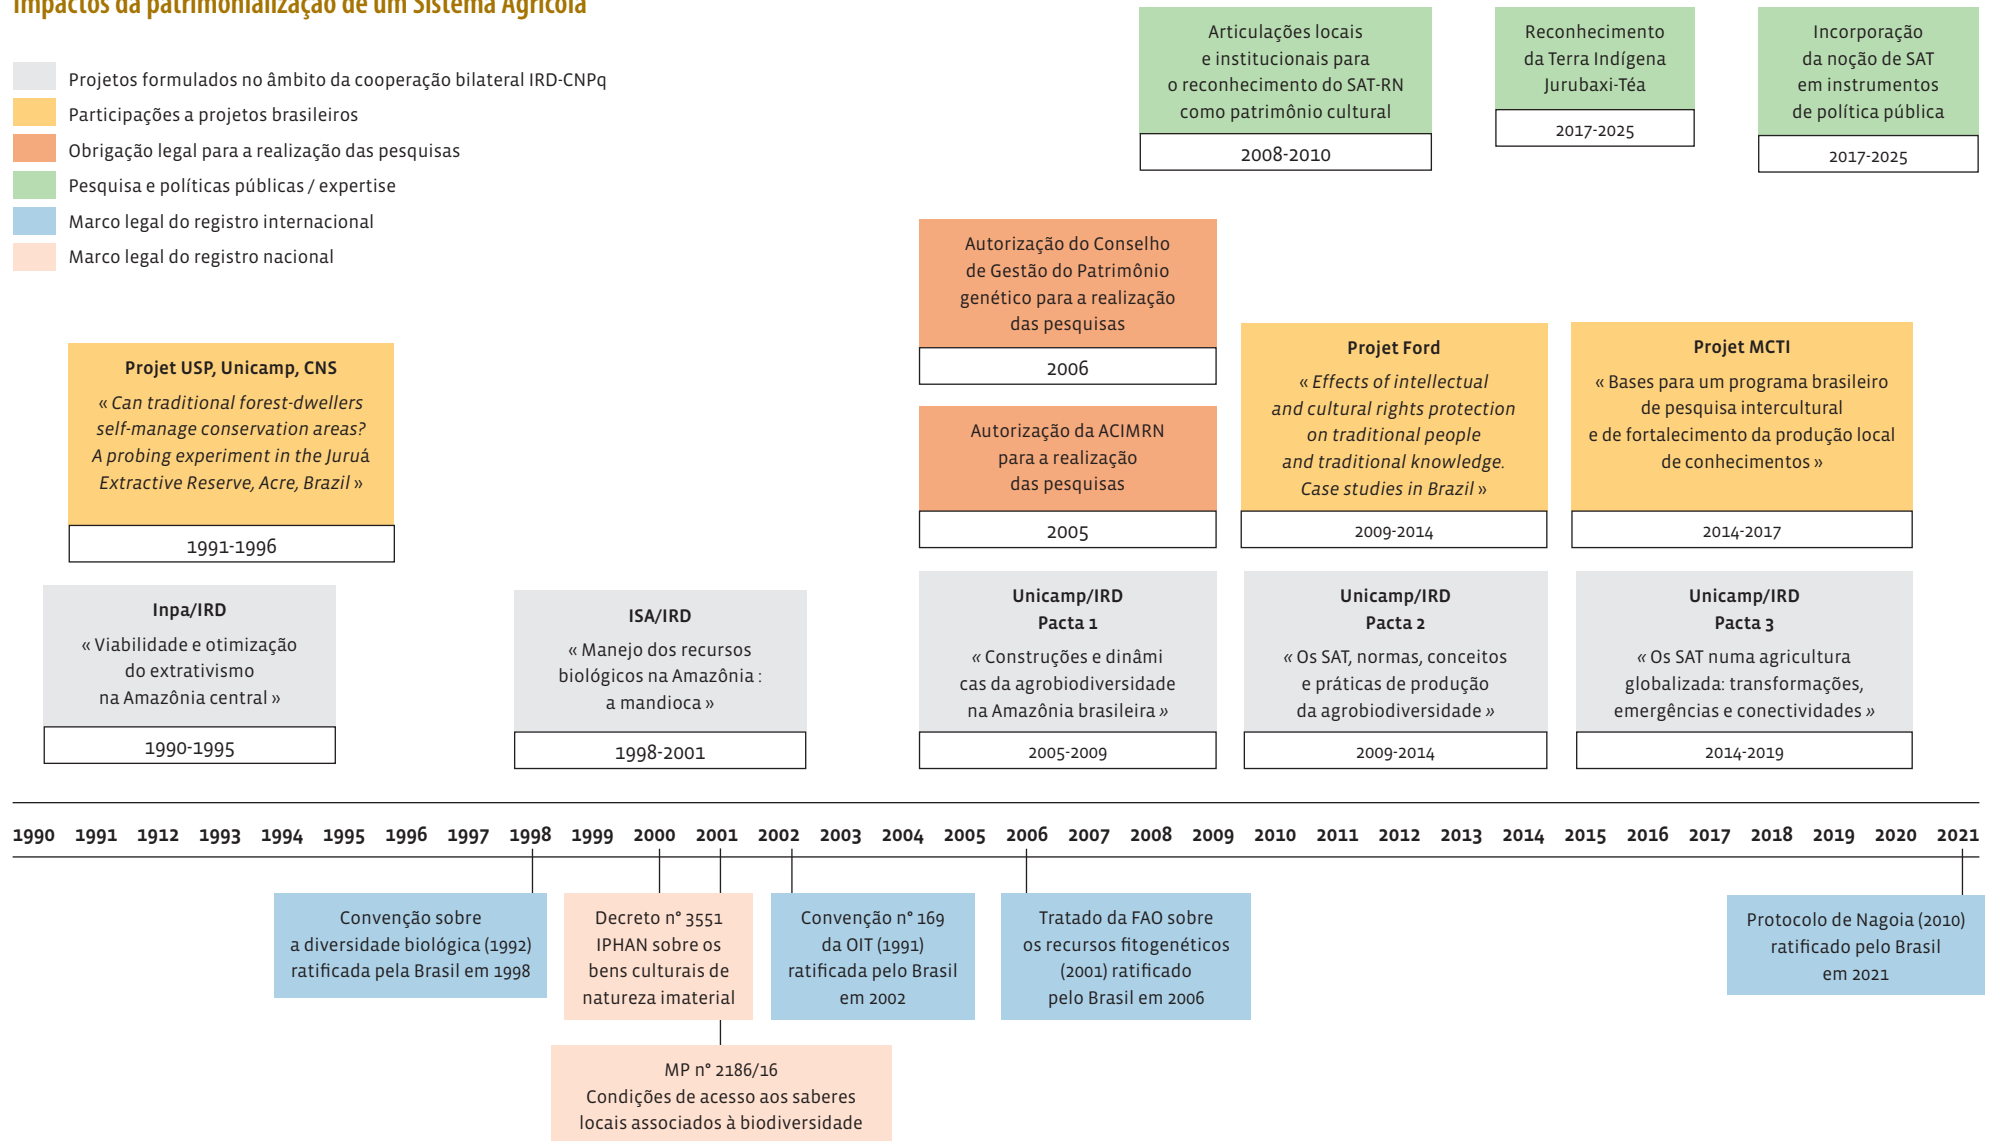 Impactos da patrimonialização de um Sistema Agrícola
Projetos formulados no âmbito da cooperação bilateral IRD-CNPq
Participações a projetos brasileiros
Obrigação legal para a realização das pesquisas
Pesquisa e políticas públicas / expertise
Marco legal do registro internacional
Marco legal do registro nacional
Articulações locais
e institucionais para
o reconhecimento do SAT-RN
como patrimônio cultural
2008-2010
Reconhecimento
da Terra Indígena
Jurubaxi-Téa
2017-2025
Incorporação
da noção de SAT
em instrumentos
de política pública
2017-2025
Autorização do Conselho
de Gestão do Patrimônio
genético para a realização
das pesquisas
2006
Projet USP, Unicamp, CNS
« Can traditional forest-dwellers
self-manage conservation areas?
A probing experiment in the Juruá
Extractive Reserve, Acre, Brazil »
1991-1996
Autorização da ACIMRN
para a realização
das pesquisas
2005
Projet Ford
« Effects of intellectual
and cultural rights protection
on traditional people
and traditional knowledge.
Case studies in Brazil »
2009-2014
Projet MCTI
« Bases para um programa brasileiro
de pesquisa intercultural
e de fortalecimento da produção local
de conhecimentos »
2014-2017
Inpa/IRD
« Viabilidade e otimização
do extrativismo
na Amazônia central »
1990-1995
ISA/IRD
« Manejo dos recursos
biológicos na Amazônia :
a mandioca »
1998-2001
Unicamp/IRD
Pacta 1
« Construções e dinâmi
cas da agrobiodiversidade
na Amazônia brasileira »
2005-2009
Unicamp/IRD
Pacta 2
« Os SAT, normas, conceitos
e práticas de produção
da agrobiodiversidade »
2009-2014
Unicamp/IRD
Pacta 3
« Os SAT numa agricultura
globalizada: transformações,
emergências e conectividades »
2014-2019
1990 1991 1912 1993 1994 1995 1996 1997 1998 1999 2000 2001 2002 2003 2004 2005 2006 2007 2008 2009 2010 2011 2012 2013 2014 2015 2016 2017 2018 2019 2020 2021
Convenção sobre
a diversidade biológica (1992)
ratificada pela Brasil em 1998
Decreto n° 3551
IPHAN sobre os
bens culturais de
natureza imaterial
Convenção n° 169
da OIT (1991)
ratificada pelo Brasil
em 2002
Tratado da FAO sobre
os recursos fitogenéticos
(2001) ratificado
pelo Brasil em 2006
Protocolo de Nagoia (2010)
ratificado pelo Brasil
em 2021
MP n° 2186/16
Condições de acesso aos saberes
locais associados à biodiversidade